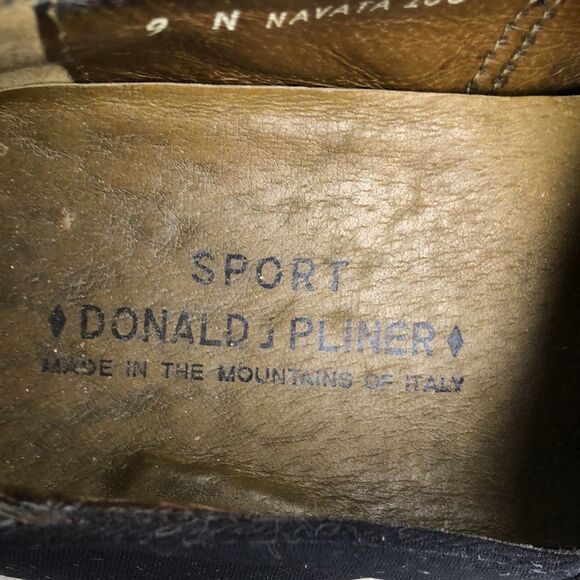 9 N NAVATA
SPORT
♦ DONALD J PLINER ♦
MADE IN THE MOUNTAINS OF ITALY